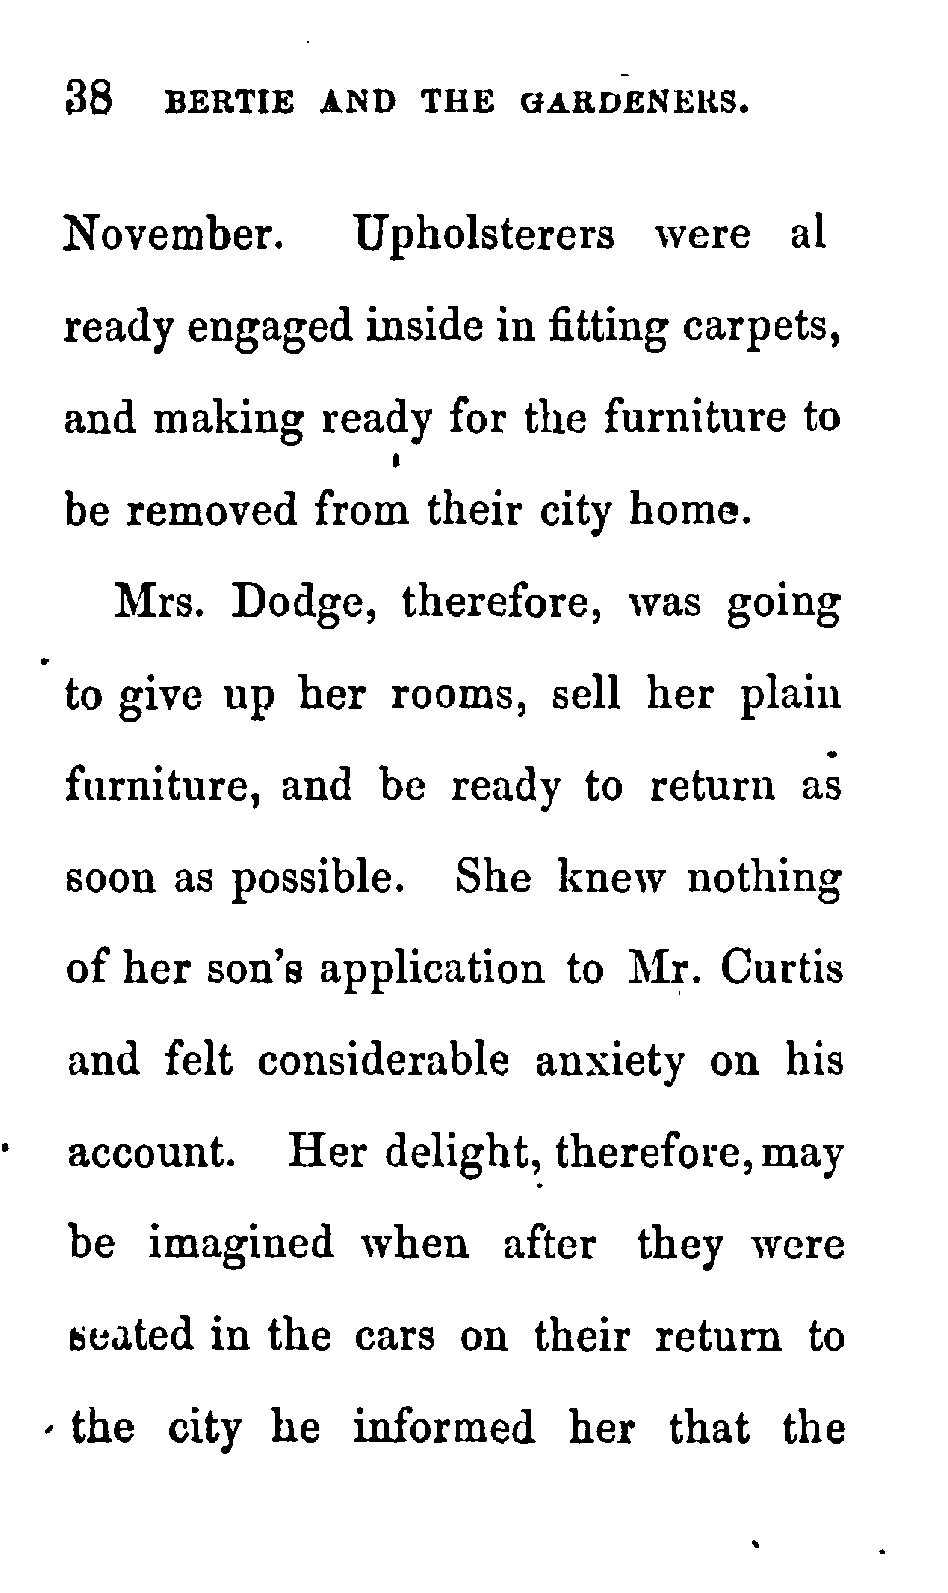 38 BERTIE AND THE GARDENERS.
November. Upholsterers were al
ready engaged inside in fitting carpets,
and making ready for the furniture to
be removed from their city home.
Mrs. Dodge, therefore, was going
to give up her rooms, sell her plain
furniture, and be ready to return as
soon as possible. She knew nothing
of her son's application to Mr. Curtis
and felt considerable anxiety on his
account. Her delight, therefore, may
be imagined when after they were
seated in the cars on their return to
the city he informed her that the